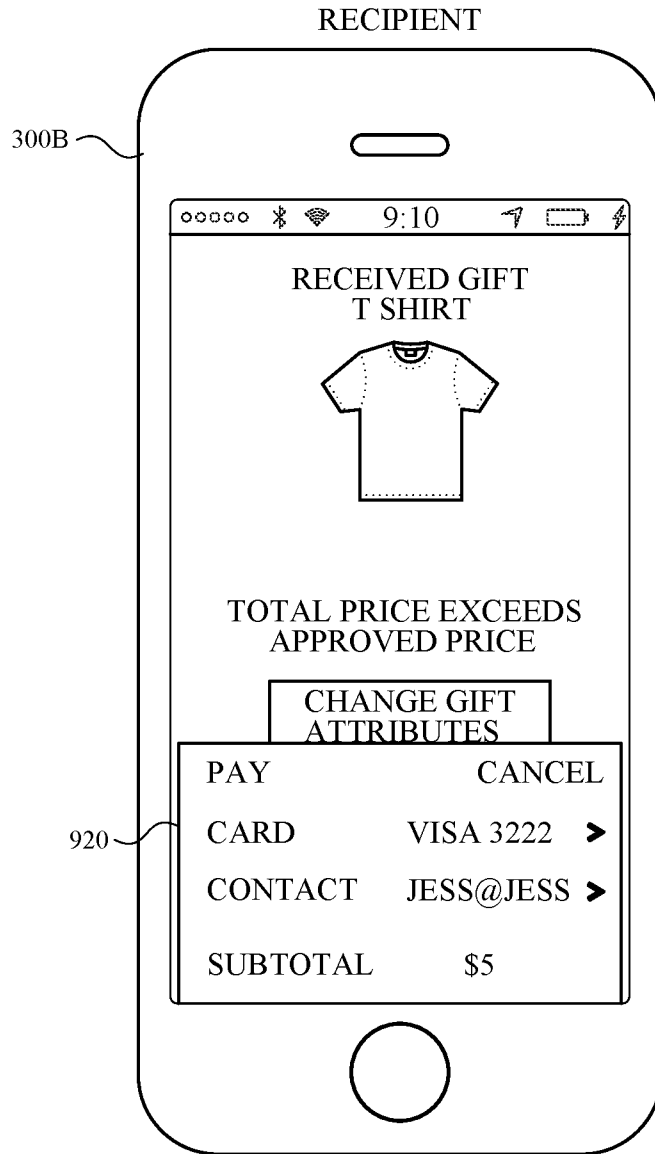 RECIPIENT
300B
9:10
RECEIVED GIFT
T SHIRT
TOTAL PRICE EXCEEDS
APPROVED PRICE
CHANGE GIFT
ATTRIBUTES
PAY CANCEL
920
CARD VISA 3222 >
CONTACT JESS@JESS >
SUBTOTAL $5